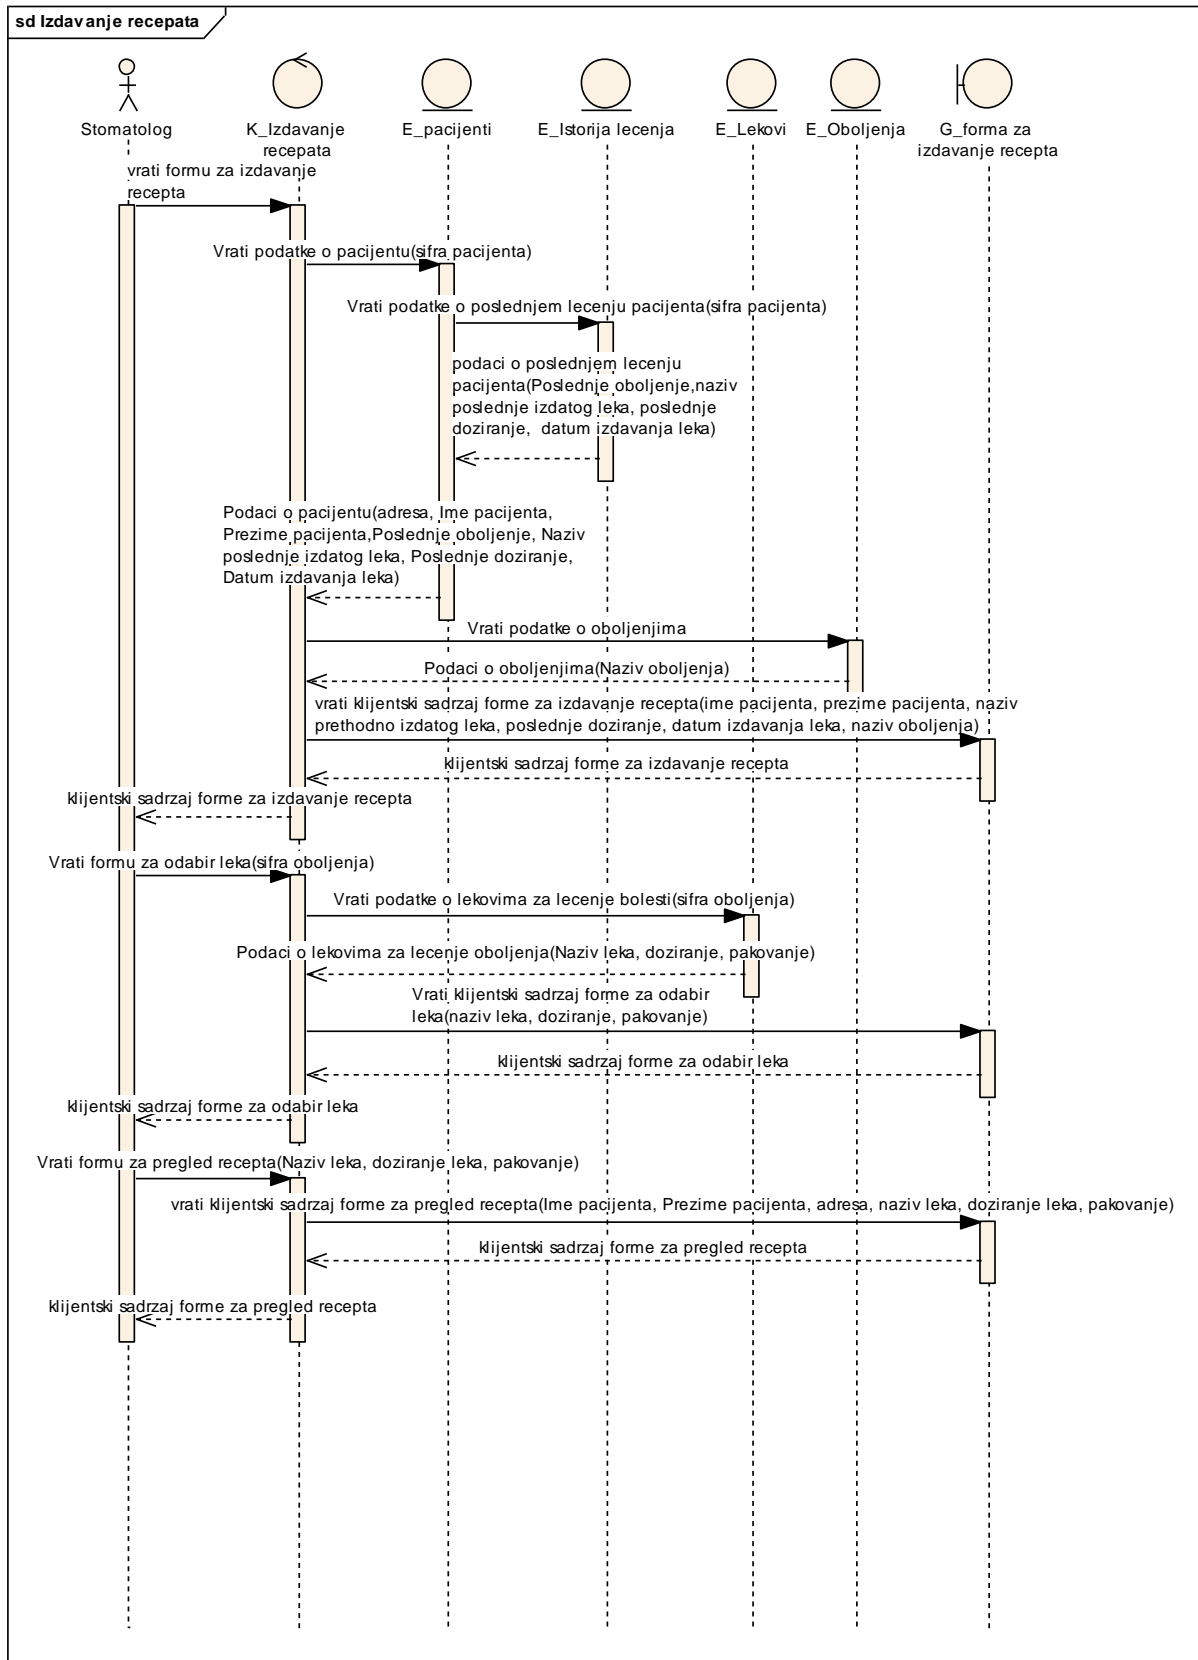 sd Izdavanje recepata
Stomatolog
K_Izdavanje
recepata
E_pacijenti
E_Istorija lecenja
E_Lekovi
E_Oboljenja
G_forma za
izdavanje recepta
vrati formu za izdavanje
recepta
Vrati podatke o pacijentu(sifra pacijenta)
Vrati podatke o poslednjem lecenju pacijenta(sifra pacijenta)
podaci o poslednjem lecenju
pacijenta(Poslednje oboljenje,naziv
poslednje izdatog leka, poslednje
doziranje,  datum izdavanja leka)
Podaci o pacijentu(adresa, Ime pacijenta,
Prezime pacijenta,Poslednje oboljenje, Naziv
poslednje izdatog leka, Poslednje doziranje,
Datum izdavanja leka)
Vrati podatke o oboljenjima
Podaci o oboljenjima(Naziv oboljenja)
vrati klijentski sadrzaj forme za izdavanje recepta(ime pacijenta, prezime pacijenta, naziv
prethodno izdatog leka, poslednje doziranje, datum izdavanja leka, naziv oboljenja)
klijentski sadrzaj forme za izdavanje recepta
klijentski sadrzaj forme za izdavanje recepta
Vrati formu za odabir leka(sifra oboljenja)
Vrati podatke o lekovima za lecenje bolesti(sifra oboljenja)
Podaci o lekovima za lecenje oboljenja(Naziv leka, doziranje, pakovanje)
Vrati klijentski sadrzaj forme za odabir
leka(naziv leka, doziranje, pakovanje)
klijentski sadrzaj forme za odabir leka
klijentski sadrzaj forme za odabir leka
Vrati formu za pregled recepta(Naziv leka, doziranje leka, pakovanje)
vrati klijentski sadrzaj forme za pregled recepta(Ime pacijenta, Prezime pacijenta, adresa, naziv leka, doziranje leka, pakovanje)
klijentski sadrzaj forme za pregled recepta
klijentski sadrzaj forme za pregled recepta